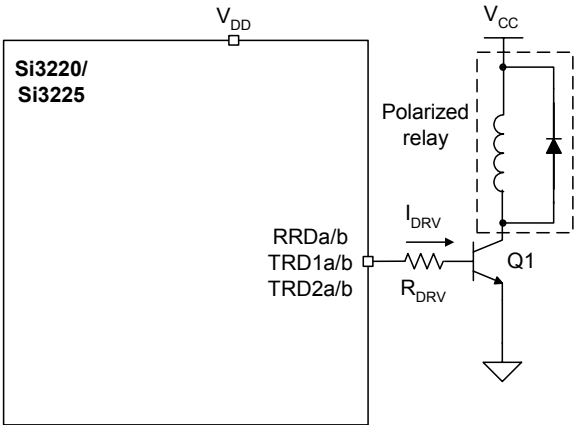 VDD
VCC
Si3220/
Si3225
Polarized
relay
IDRV
RRDa/b
TRD1a/b
TRD2a/b
RDRV
Q1